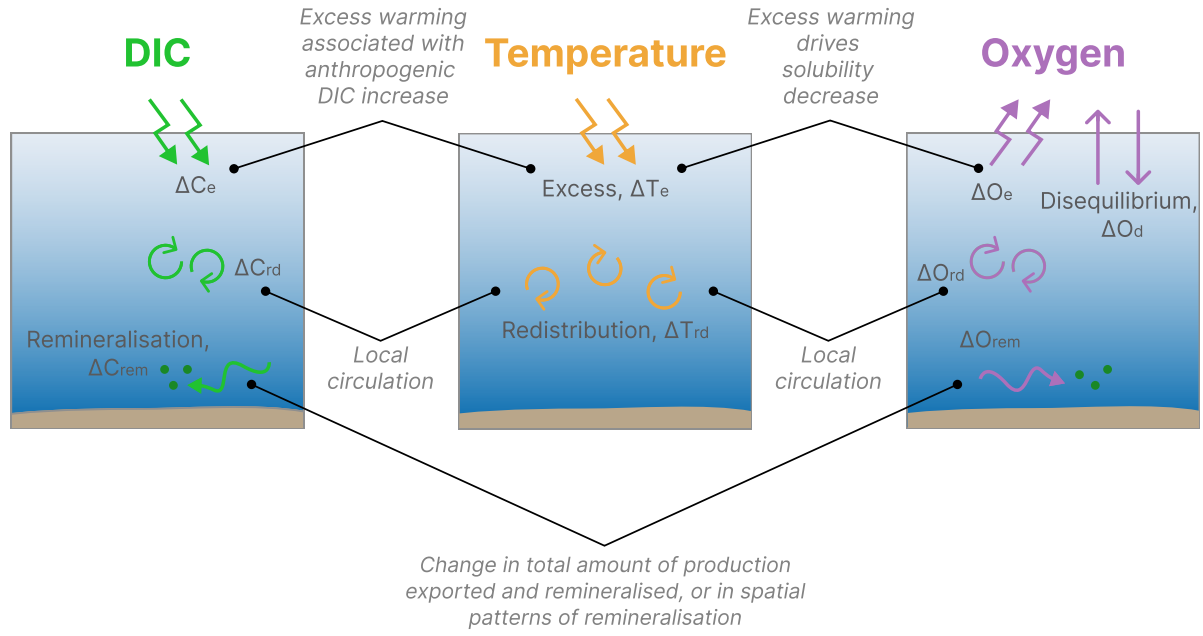 Excess warming
associated with
anthropogenic
DIC increase
Excess warming
drives
solubility
decrease
DIC
Temperature
Oxygen
ΔCe
Excess, ΔTe
ΔOe
Disequilibrium,
ΔOd
ΔCrd
ΔOrd
Redistribution, ΔTrd
Remineralisation,
ΔCrem
ΔOrem
Local
circulation
Local
circulation
Change in total amount of production
exported and remineralised, or in spatial
patterns of remineralisation